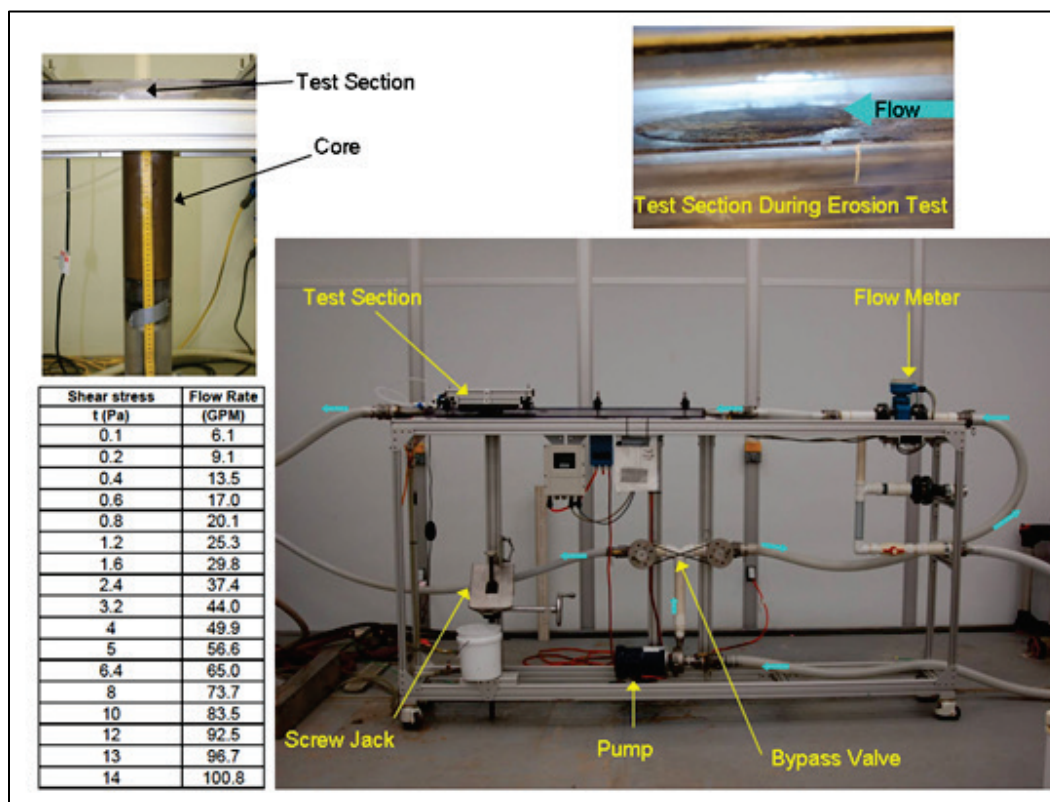 Test Section
Core
Flow
Test Section During Erosion Test
Test Section
Flow Meter
Screw Jack
Pump
Bypass Valve
Shear stress Flow Rate
t (Pa) (GPM)
0.1 6.1
0.2 9.1
0.4 13.5
0.6 17.0
0.8 20.1
1.2 25.3
1.6 29.8
2.4 37.4
3.2 44.0
4 49.9
5 56.6
6.4 65.0
8 73.7
10 83.5
12 92.5
13 96.7
14 100.8